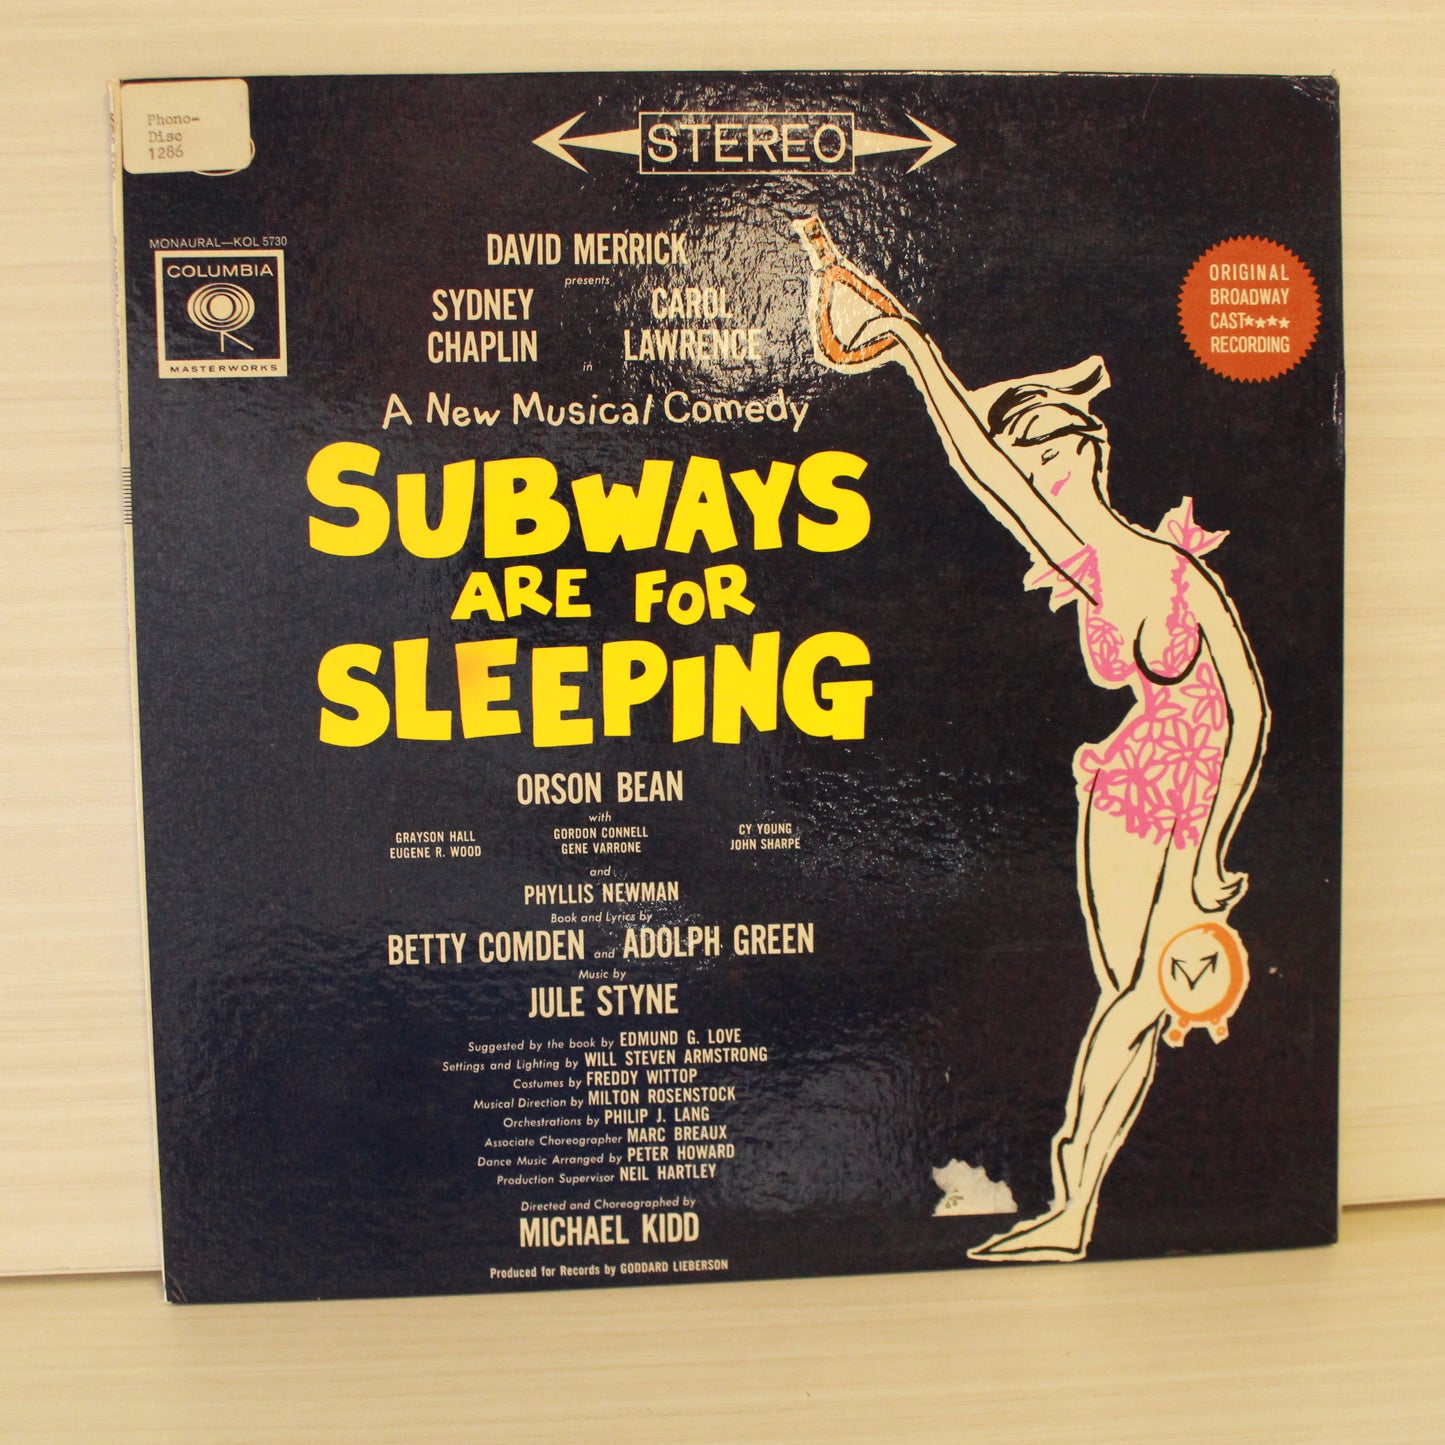 Phono-
Disc
1286
STEREO
MONAURAL—KOL 5730
COLUMBIA
MASTERWORKS
ORIGINAL
BROADWAY
CAST★★★★
RECORDING
DAVID MERRICK
presents
SYDNEY CHAPLIN
CAROL LAWRENCE
in
A New Musical Comedy
SUBWAYS
ARE FOR
SLEEPING
ORSON BEAN
with
GRAYSON HALL GORDON CONNELL CY YOUNG
EUGENE R. WOOD GENE VARRONE JOHN SHARPE
and
PHYLLIS NEWMAN
Book and Lyrics by
BETTY COMDEN and ADOLPH GREEN
Music by
JULE STYNE
Suggested by the book by EDMUND G. LOVE
Settings and Lighting by WILL STEVEN ARMSTRONG
Costumes by FREDDY WITTOP
Musical Direction by MILTON ROSENSTOCK
Orchestrations by PHILIP J. LANG
Associate Choreographer MARC BREAUX
Dance Music Arranged by PETER HOWARD
Production Supervisor NEIL HARTLEY
Directed and Choreographed by
MICHAEL KIDD
Produced for Records by GODDARD LIEBERSON